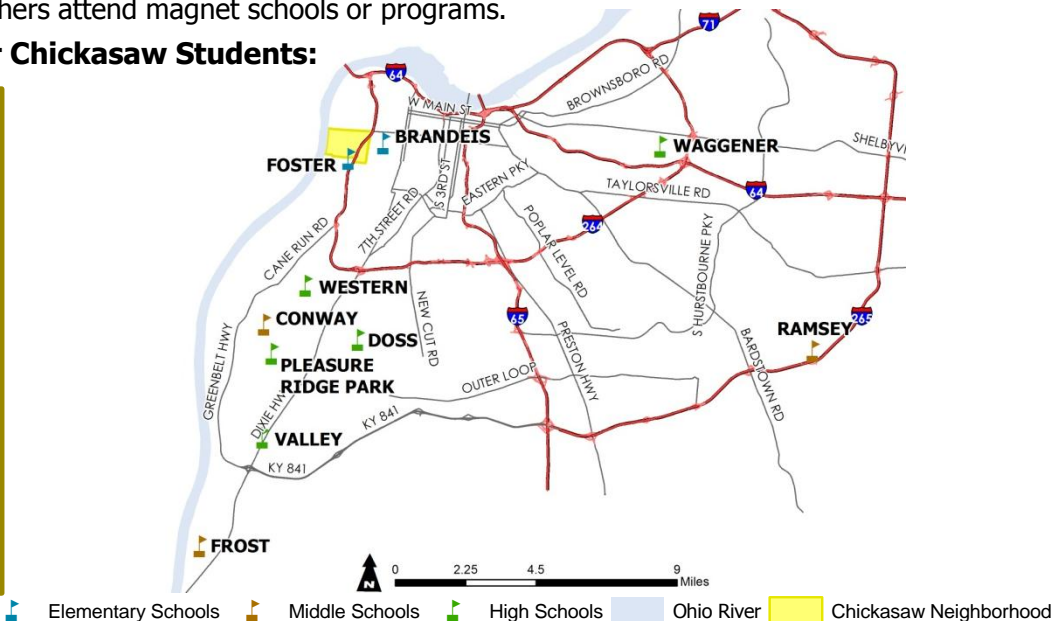 hers attend magnet schools or programs.
r Chickasaw Students:
71
64
BROWNSBORO RD
W MAIN ST
BRANDEIS
WAGGENER
SHELBYVI
FOSTER
S 3RD ST
EASTERN PKY
TAYLORSVILLE RD
64
7TH STREET RD
POPLAR LEVEL RD
264
CANE RUN RD
S HURSTBOURNE PKY
WESTERN
NEW CUT RD
65
265
CONWAY
RAMSEY
DOSS
PRESTON HWY
BARDSTOWN RD
PLEASURE
RIDGE PARK
GREENBELT HWY
OUTER LOOP
DIXIE HWY
KY 841
VALLEY
KY 841
FROST
N
0 2.25 4.5 9
Miles
Elementary Schools Middle Schools High Schools Ohio River Chickasaw Neighborhood